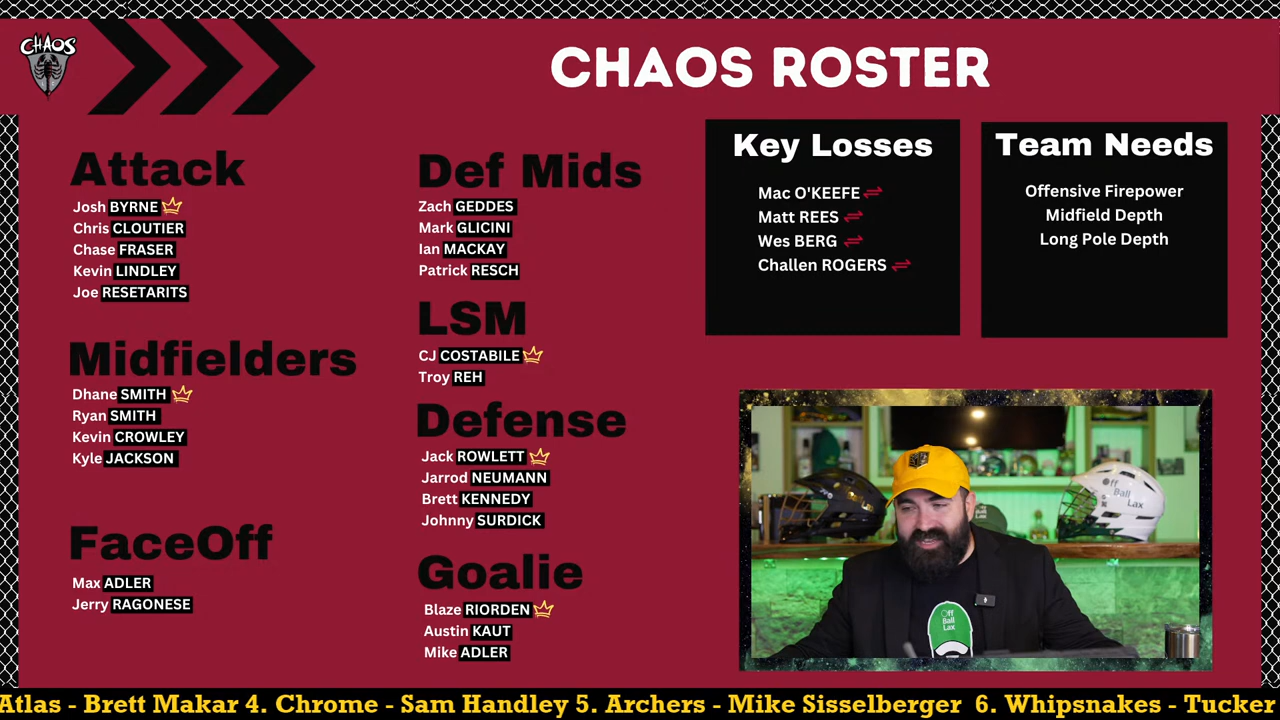 CHAOS
CHAOS ROSTER
Attack
Josh BYRNE
Chris CLOUTIER
Chase FRASER
Kevin LINDLEY
Joe RESETARITS
Midfielders
Dhane SMITH
Ryan SMITH
Kevin CROWLEY
Kyle JACKSON
FaceOff
Max ADLER
Jerry RAGONESE
Def Mids
Zach GEDDES
Mark GLICINI
Ian MACKAY
Patrick RESCH
LSM
CJ COSTABILE
Troy REH
Defense
Jack ROWLETT
Jarrod NEUMANN
Brett KENNEDY
Johnny SURDICK
Goalie
Blaze RIORDEN
Austin KAUT
Mike ADLER
Key Losses
Mac O'KEEFE
Matt REES
Wes BERG
Challen ROGERS
Team Needs
Offensive Firepower
Midfield Depth
Long Pole Depth
Off
Ball
Lax
Off
Ball
Lax
Atlas - Brett Makar 4. Chrome - Sam Handley 5. Archers - Mike Sisselberger 6. Whipsnakes - Tucker